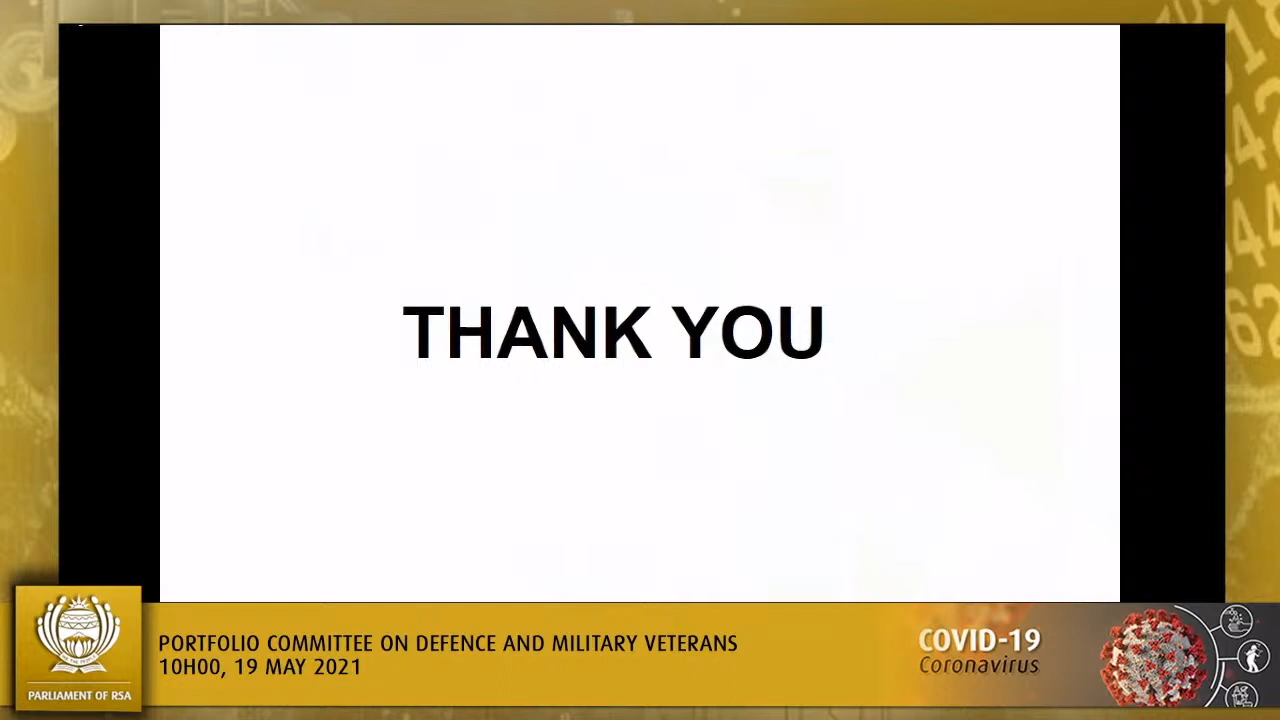 THANK YOU
PORTFOLIO COMMITTEE ON DEFENCE AND MILITARY VETERANS
10H00, 19 MAY 2021
PARLIAMENT OF RSA
COVID-19
Coronavirus